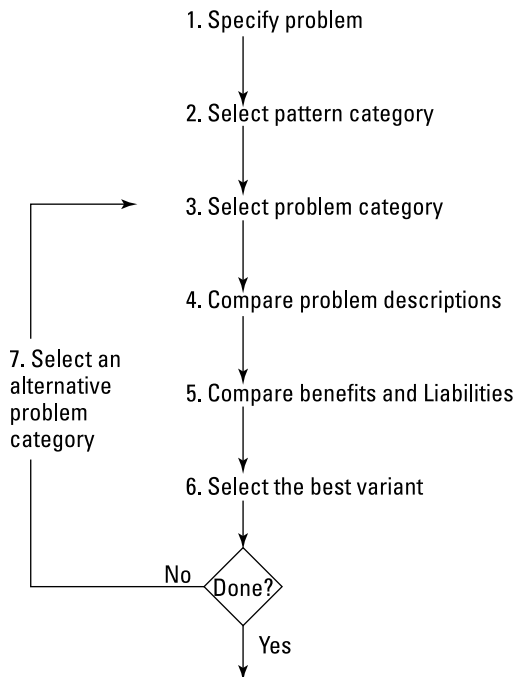 1. Specify problem
2. Select pattern category
3. Select problem category
4. Compare problem descriptions
5. Compare benefits and Liabilities
6. Select the best variant
7. Select an
alternative
problem
category
No
Done?
Yes